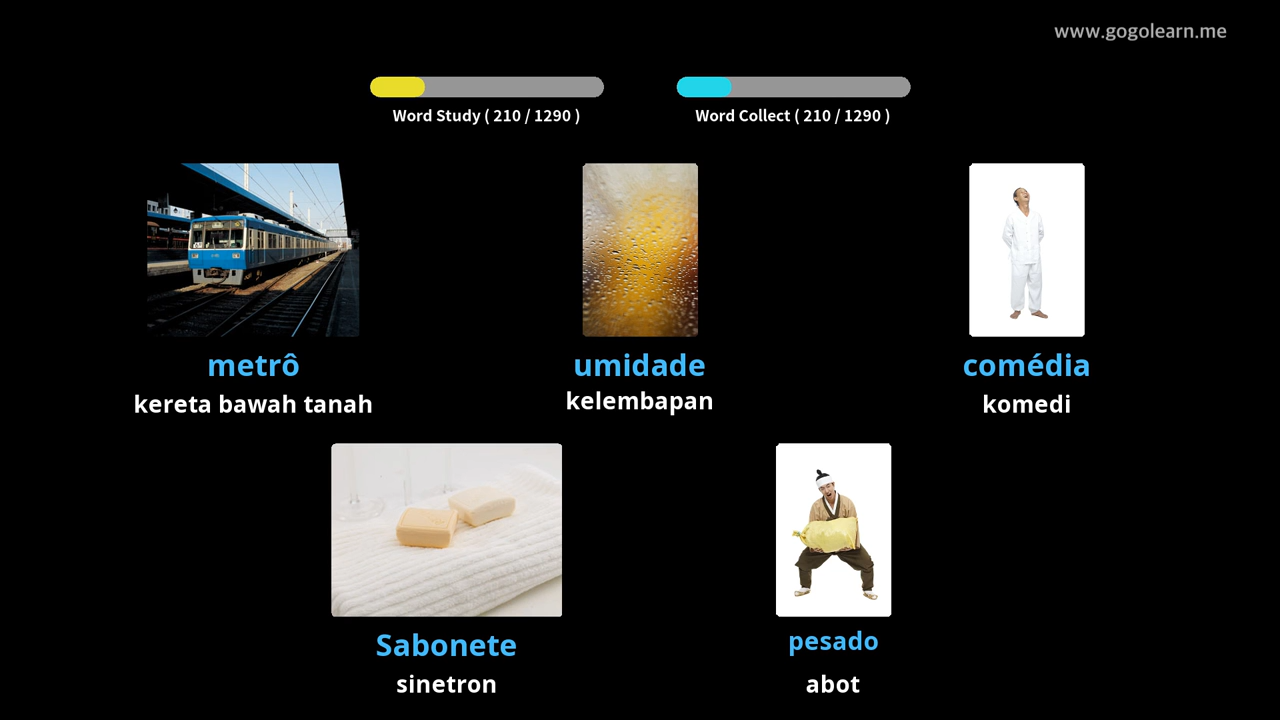 www.gogolearn.me
Word Study ( 210 / 1290 )
Word Collect ( 210 / 1290 )
metrô
kereta bawah tanah
umidade
kelembapan
comédia
komedi
Sabonete
sinetron
pesado
abot